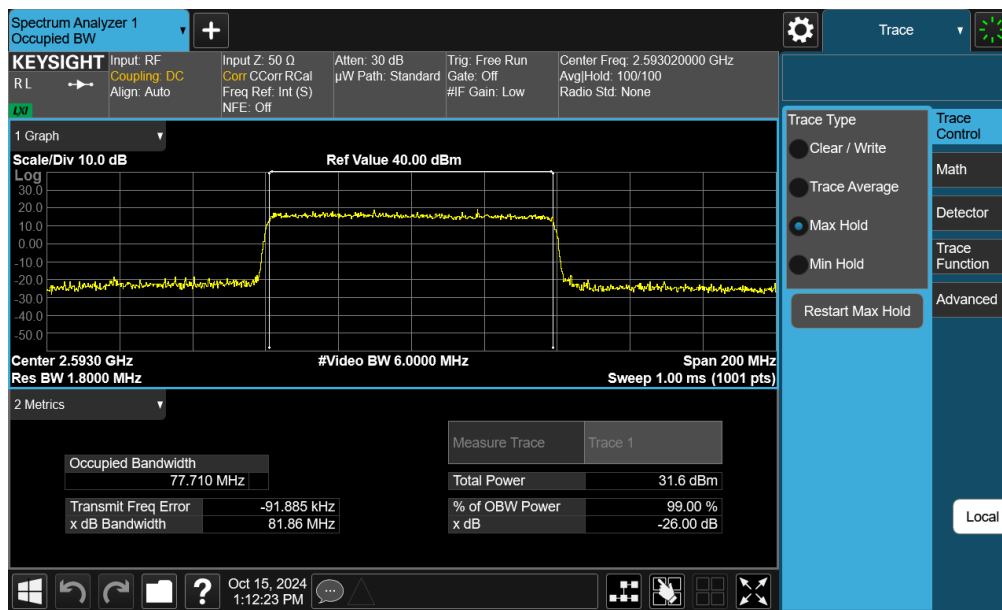 Spectrum Analyzer 1
Occupied BW
Trace
KEYSIGHT Input: RF Input Z: 50 Ω Atten: 30 dB Trig: Free Run Center Freq: 2.593020000 GHz
RL Coupling: DC Corr CCorr RCal µW Path: Standard Gate: Off Avg|Hold: 100/100
Align: Auto Freq Ref: Int (S) #IF Gain: Low Radio Std: None
LXI NFE: Off
1 Graph
Scale/Div 10.0 dB Ref Value 40.00 dBm
Log
30.0
20.0
10.0
0.00
-10.0
-20.0
-30.0
-40.0
-50.0
Center 2.5930 GHz #Video BW 6.0000 MHz Span 200 MHz
Res BW 1.8000 MHz Sweep 1.00 ms (1001 pts)
2 Metrics
Measure Trace Trace 1
Occupied Bandwidth
77.710 MHz
Total Power 31.6 dBm
Transmit Freq Error -91.885 kHz % of OBW Power 99.00 %
x dB Bandwidth 81.86 MHz x dB -26.00 dB
Trace Type
Clear / Write
Trace Average
Max Hold
Min Hold
Restart Max Hold
Trace
Control
Math
Detector
Trace
Function
Advanced
Local
? Oct 15, 2024
1:12:23 PM